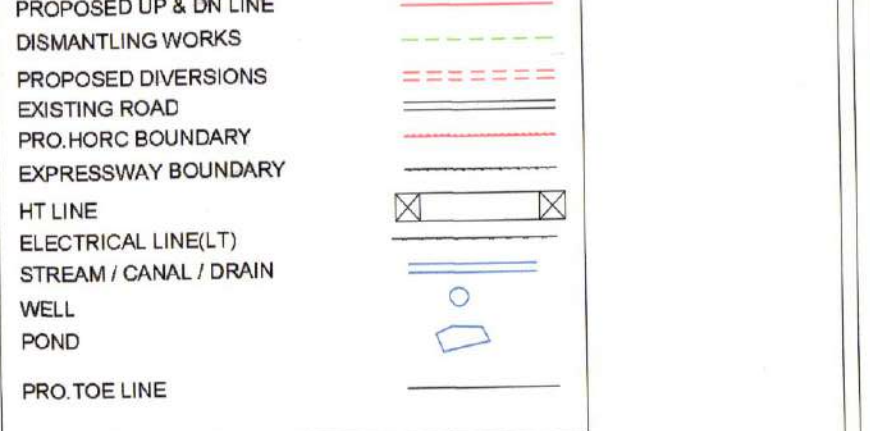 PROPOSED UP & DN LINE
DISMANTLING WORKS
PROPOSED DIVERSIONS
EXISTING ROAD
PRO.HORC BOUNDARY
EXPRESSWAY BOUNDARY
HT LINE
ELECTRICAL LINE(LT)
STREAM / CANAL / DRAIN
WELL
POND
PRO.TOE LINE